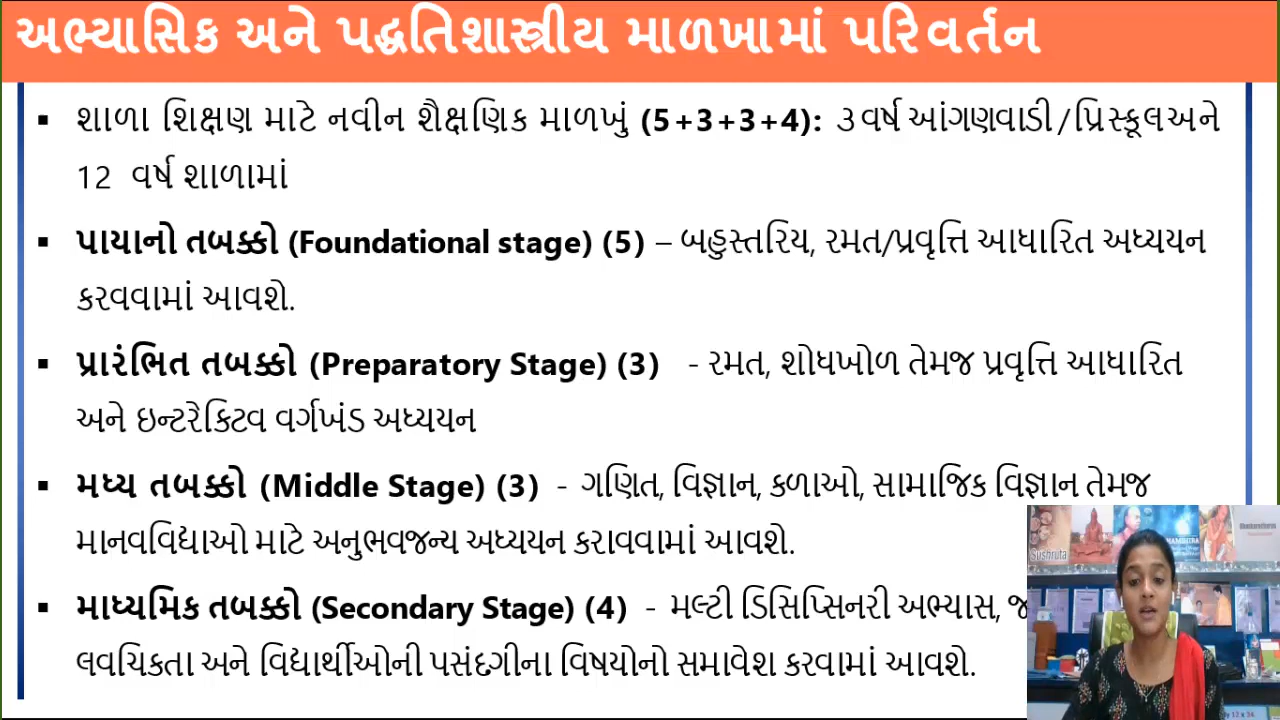 અભ્યાસિક અને પદ્ધતિશાસ્ત્રીય માળખામાં પરિવર્તન
▪ શાળા શિક્ષણ માટે નવીન શૈક્ષણિક માળખું (5+3+3+4): ૩ વર્ષ આંગણવાડી/પ્રિસ્કૂલ અને
12 વર્ષ શાળામાં
▪ પાયાનો તબક્કો (Foundational stage) (5) – બહુસ્તરિય, રમત/પ્રવૃત્તિ આધારિત અધ્યયન
કરવવામાં આવશે.
▪ પ્રારંભિત તબક્કો (Preparatory Stage) (3) - રમત, શોધખોળ તેમજ પ્રવૃત્તિ આધારિત
અને ઇન્ટરેક્ટિવ વર્ગખંડ અધ્યયન
▪ મધ્ય તબક્કો (Middle Stage) (3) - ગણિત, વિજ્ઞાન, કળાઓ, સામાજિક વિજ્ઞાન તેમજ
માનવવિદ્યાઓ માટે અનુભવજન્ય અધ્યયન કરાવવામાં આવશે.
▪ માધ્યમિક તબક્કો (Secondary Stage) (4) - મલ્ટી ડિસિપ્સિનરી અભ્યાસ,
લવચિકતા અને વિદ્યાર્થીઓની પસંદગીના વિષયોનો સમાવેશ કરવામાં આવશે.
Sushruta